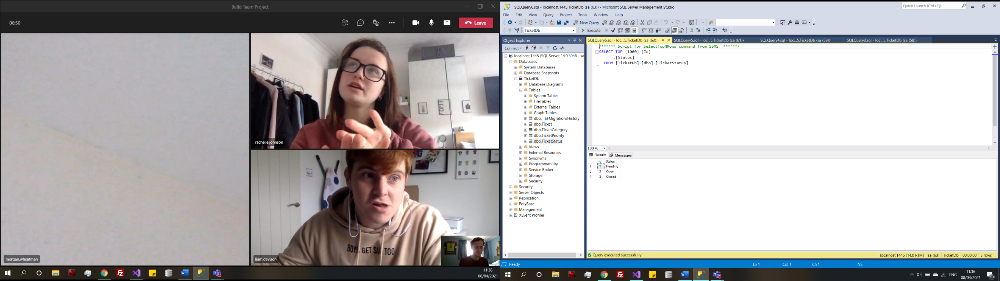 Build Team Project
06:50
Leave
rachel.e.johnson
BOYS GET SAD TOO
morgan.wheatman
liam.davison
11:36
08/04/2021
SQLQuery6.sql - localhost,1445.TicketDb (sa (63)) - Microsoft SQL Server Management Studio
Quick Launch (Ctrl+Q)
File Edit View Query Project Tools Window Help
New Query
TicketDb
Execute
Object Explorer
Connect
localhost,1445 (SQL Server 14.0.3048 - sa
Databases
System Databases
Database Snapshots
TicketDb
Database Diagrams
Tables
System Tables
FileTables
External Tables
Graph Tables
dbo.__EFMigrationsHistory
dbo.Ticket
dbo.TicketCategory
dbo.TicketPriority
dbo.TicketStatus
Views
External Resources
Synonyms
Programmability
Service Broker
Storage
Security
Security
Server Objects
Replication
PolyBase
Management
XEvent Profiler
SQLQuery6.sql - loc...5.TicketDb (sa (63))
SQLQuery5.sql - loc...5.TicketDb (sa (61))
SQLQuery4.sql - loc...5.TicketDb (sa (59))
SQLQuery3.sql - loc...5.TicketDb (sa (58))
/****** Script for SelectTopNRows command from SSMS ******/
SELECT TOP (1000) [Id]
,[Status]
FROM [TicketDb].[dbo].[TicketStatus]
100 %
Results Messages
Id Status
1 1 Pending
2 2 Open
3 3 Closed
Query executed successfully.
localhost,1445 (14.0 RTM) sa (63) TicketDb 00:00:00 3 rows
Ready
Ln 1 Col 1 Ch 1 INS
ENG
11:36
08/04/2021
10